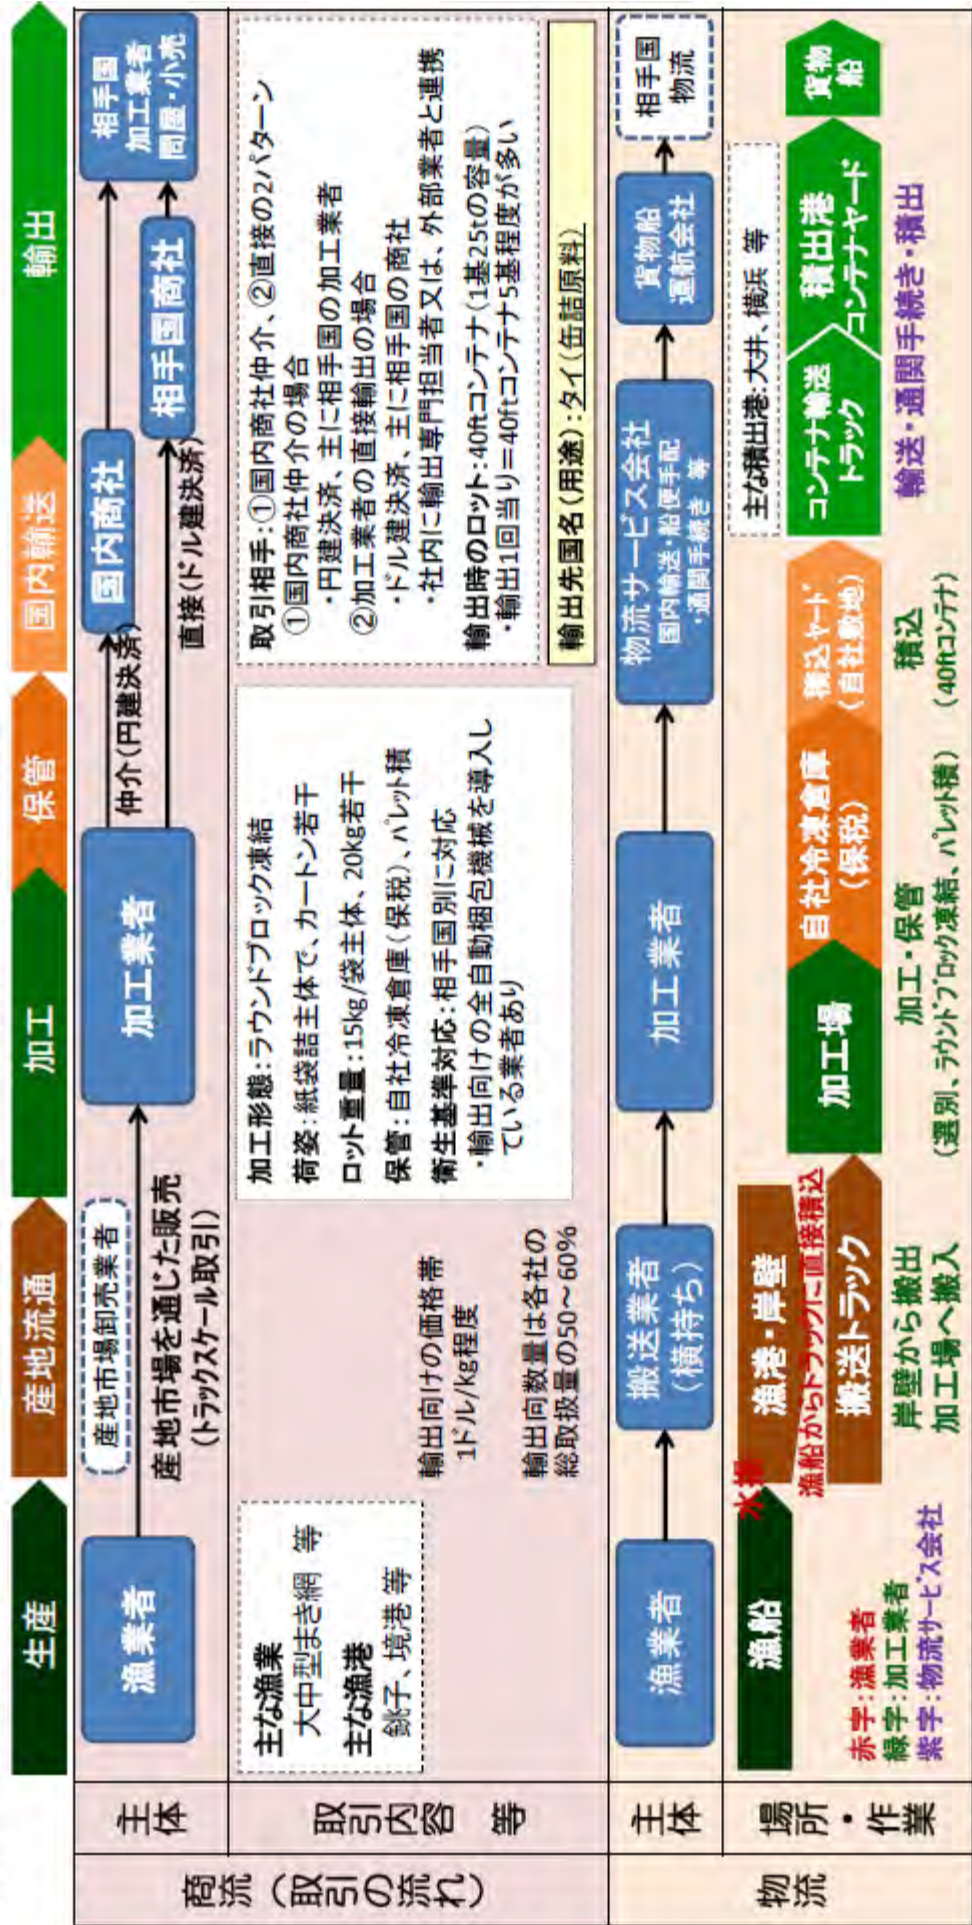 生産
産地流通
加工
保管
国内輸送
輸出
商流（取引の流れ）
主体
漁業者
産地市場卸売業者
産地市場を通じた販売
（トラックスケール取引）
加工業者
仲介（円建決済）
国内商社
直接（ドル建決済）
相手国商社
相手国
加工業者
問屋・小売
取引内容 等
主な漁業
大中型まき網 等
主な漁港
銚子、境港 等
輸出向けの価格帯
1ドル/kg程度
輸出向数量は各社の
総取扱量の50～60%
加工形態：ラウンドブロック凍結
荷姿：紙袋詰主体で、カートン若干
ロット重量：15kg/袋主体、20kg若干
保管：自社冷凍倉庫（保税）、パレット積
衛生基準対応：相手国別に対応
・輸出向けの全自動梱包機械を導入し
ている業者あり
取引相手：①国内商社仲介、②直接の2パターン
①国内商社仲介の場合
・円建決済、主に相手国の加工業者
②加工業者の直接輸出の場合
・ドル建決済、主に相手国の商社
・社内に輸出専門担当者又は、外部業者と連携
輸出時のロット：40ftコンテナ（1基25tの容量）
・輸出1回当り＝40ftコンテナ5基程度が多い
輸出先国名（用途）：タイ（缶詰原料）
物流
主体
漁業者
搬送業者
（横持ち）
加工業者
物流サービス会社
国内輸送・船便手配
・通関手続き 等
貨物船
運航会社
相手国
物流
場所・作業
漁船
水揚
漁港・岸壁
漁船からトラックに直接積込
搬送トラック
岸壁から搬出
加工場へ搬入
加工場
自社冷凍倉庫
（保税）
加工・保管
（選別、ラウンドブロック凍結、パレット積）
積込ヤード
（自社敷地）
積込
（40ftコンテナ）
主な積出港：大井、横浜 等
コンテナ輸送
トラック
積出港
コンテナヤード
貨物
船
輸送・通関手続き・積出
赤字：漁業者
緑字：加工業者
紫字：物流サービス会社